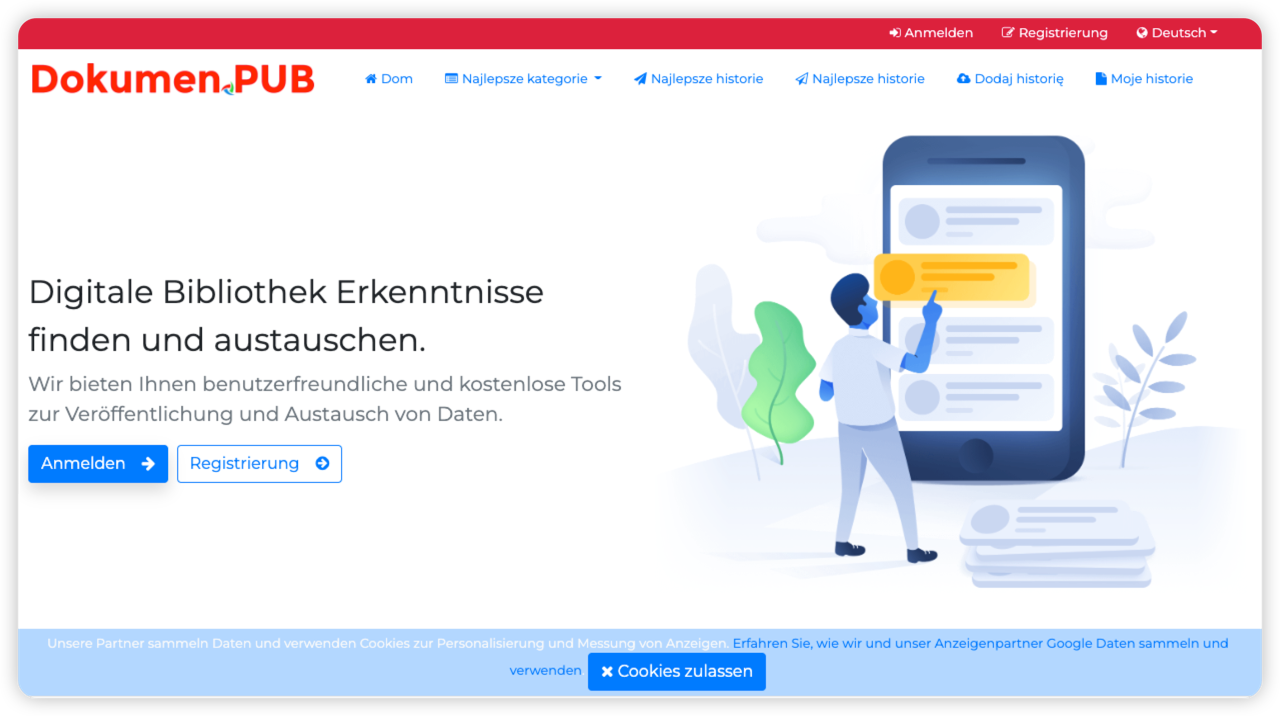 Anmelden Registrierung Deutsch
Dokumen.PUB Dom Najlepsze kategorie Najlepsze historie Najlepsze historie Dodaj historię Moje historie
Digitale Bibliothek Erkenntnisse
finden und austauschen.
Wir bieten Ihnen benutzerfreundliche und kostenlose Tools
zur Veröffentlichung und Austausch von Daten.
Anmelden Registrierung
Unsere Partner sammeln Daten und verwenden Cookies zur Personalisierung und Messung von Anzeigen. Erfahren Sie, wie wir und unser Anzeigenpartner Google Daten sammeln und
verwenden Cookies zulassen